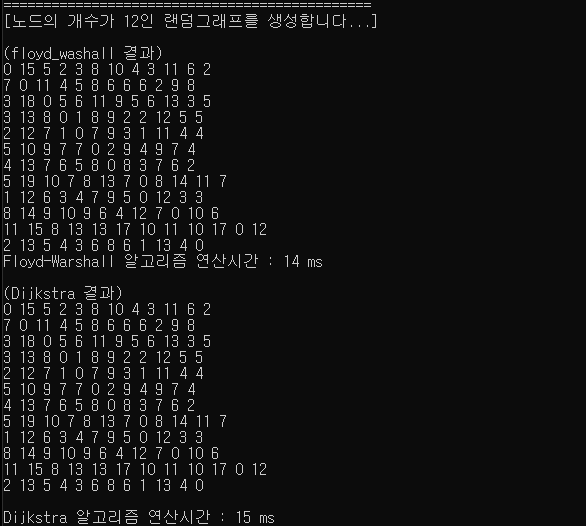 ==============================================
[노드의 개수가 12인 랜덤그래프를 생성합니다...]
(floyd_washall 결과)
0 15 5 2 3 8 10 4 3 11 6 2
7 0 11 4 5 8 6 6 6 2 9 8
3 18 0 5 6 11 9 5 6 13 3 5
3 13 8 0 1 8 9 2 2 12 5 5
2 12 7 1 0 7 9 3 1 11 4 4
5 10 9 7 7 0 2 9 4 9 7 4
4 13 7 6 5 8 0 8 3 7 6 2
5 19 10 7 8 13 7 0 8 14 11 7
1 12 6 3 4 7 9 5 0 12 3 3
8 14 9 10 9 6 4 12 7 0 10 6
11 15 8 13 13 17 10 11 10 17 0 12
2 13 5 4 3 6 8 6 1 13 4 0
Floyd-Warshall 알고리즘 연산시간 : 14 ms
(Dijkstra 결과)
0 15 5 2 3 8 10 4 3 11 6 2
7 0 11 4 5 8 6 6 6 2 9 8
3 18 0 5 6 11 9 5 6 13 3 5
3 13 8 0 1 8 9 2 2 12 5 5
2 12 7 1 0 7 9 3 1 11 4 4
5 10 9 7 7 0 2 9 4 9 7 4
4 13 7 6 5 8 0 8 3 7 6 2
5 19 10 7 8 13 7 0 8 14 11 7
1 12 6 3 4 7 9 5 0 12 3 3
8 14 9 10 9 6 4 12 7 0 10 6
11 15 8 13 13 17 10 11 10 17 0 12
2 13 5 4 3 6 8 6 1 13 4 0
Dijkstra 알고리즘 연산시간 : 15 ms